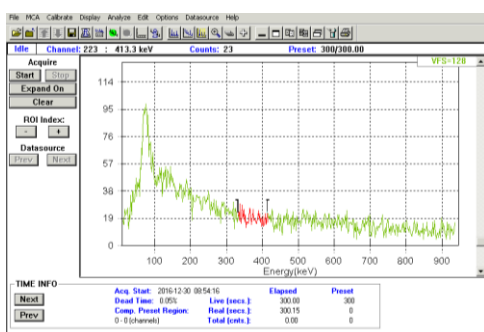 File MCA Calibrate Display Analyze Edit Options Datasource Help
Idle Channel: 223 : 413.3 keV Counts: 23 Preset: 300/300.00
Acquire
Start Stop
Expand On
Clear
ROI Index:
- +
Datasource
Prev Next
VFS=128
114
95
76
57
38
19
0
100 200 300 400 500 600 700 800 900
Energy(keV)
TIME INFO
Next
Prev
Acq. Start: 2016-12-30 09:54:16 Elapsed Preset
Dead Time: 0.05% Live (secs.): 300.00 300
Comp. Preset Region: Real (secs.): 300.15 0
0 - 0 (channels) Total (cnts.): 0.00 0